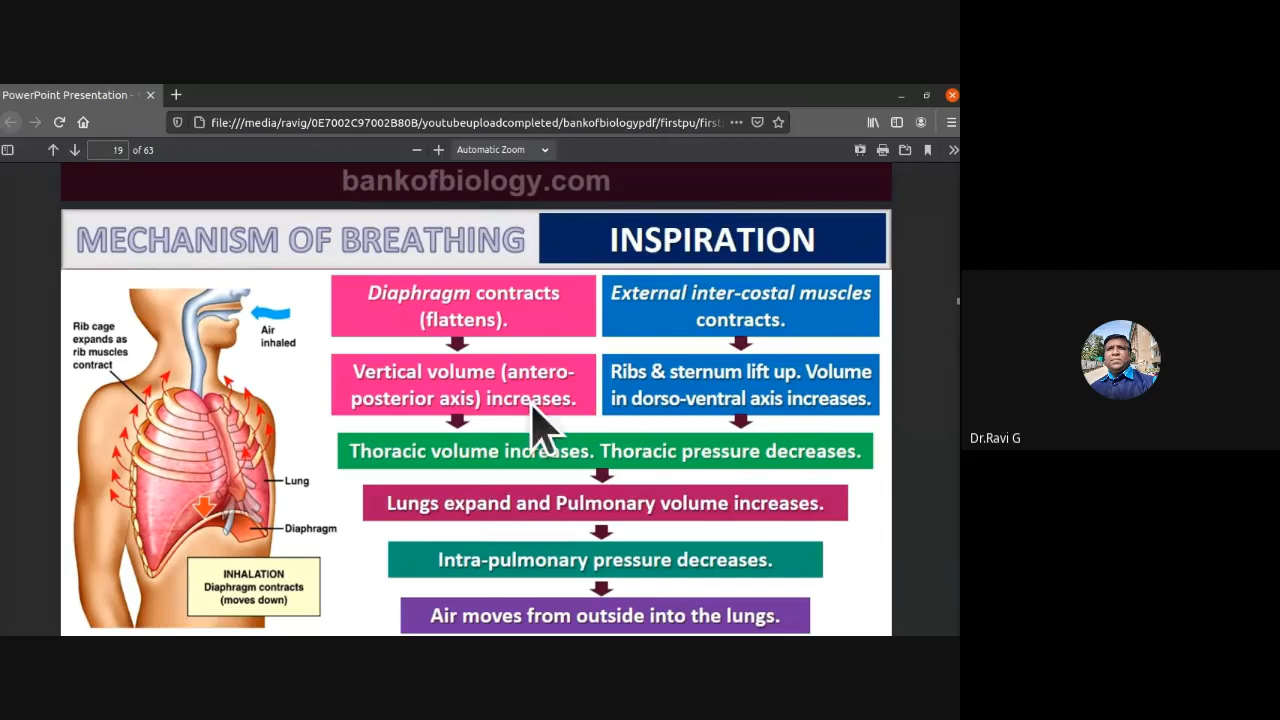 PowerPoint Presentation -
file:///media/ravig/0E7002C97002B80B/youtubeuploadcompleted/bankofbiologypdf/firstpu/first
19 of 63
Automatic Zoom
bankofbiology.com
MECHANISM OF BREATHING
INSPIRATION
Rib cage
expands as
rib muscles
contract
Air
inhaled
Lung
Diaphragm
INHALATION
Diaphragm contracts
(moves down)
Diaphragm contracts
(flattens).
External inter-costal muscles
contracts.
Vertical volume (antero-
posterior axis) increases.
Ribs & sternum lift up. Volume
in dorso-ventral axis increases.
Thoracic volume increases. Thoracic pressure decreases.
Lungs expand and Pulmonary volume increases.
Intra-pulmonary pressure decreases.
Air moves from outside into the lungs.
Dr.Ravi G